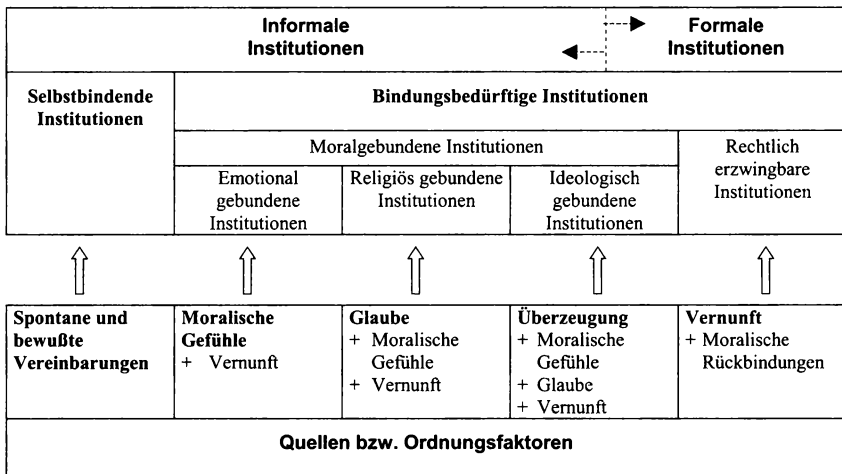 Informale
Institutionen
Formale
Institutionen
Selbstbindende
Institutionen
Bindungsbedürftige Institutionen
Moralgebundene Institutionen
Rechtlich
erzwingbare
Institutionen
Emotional
gebundene
Institutionen
Religiös gebundene
Institutionen
Ideologisch
gebundene
Institutionen
Spontane und
bewußte
Vereinbarungen
Moralische
Gefühle
+ Vernunft
Glaube
+ Moralische
Gefühle
+ Vernunft
Überzeugung
+ Moralische
Gefühle
+ Glaube
+ Vernunft
Vernunft
+ Moralische
Rückbindungen
Quellen bzw. Ordnungsfaktoren